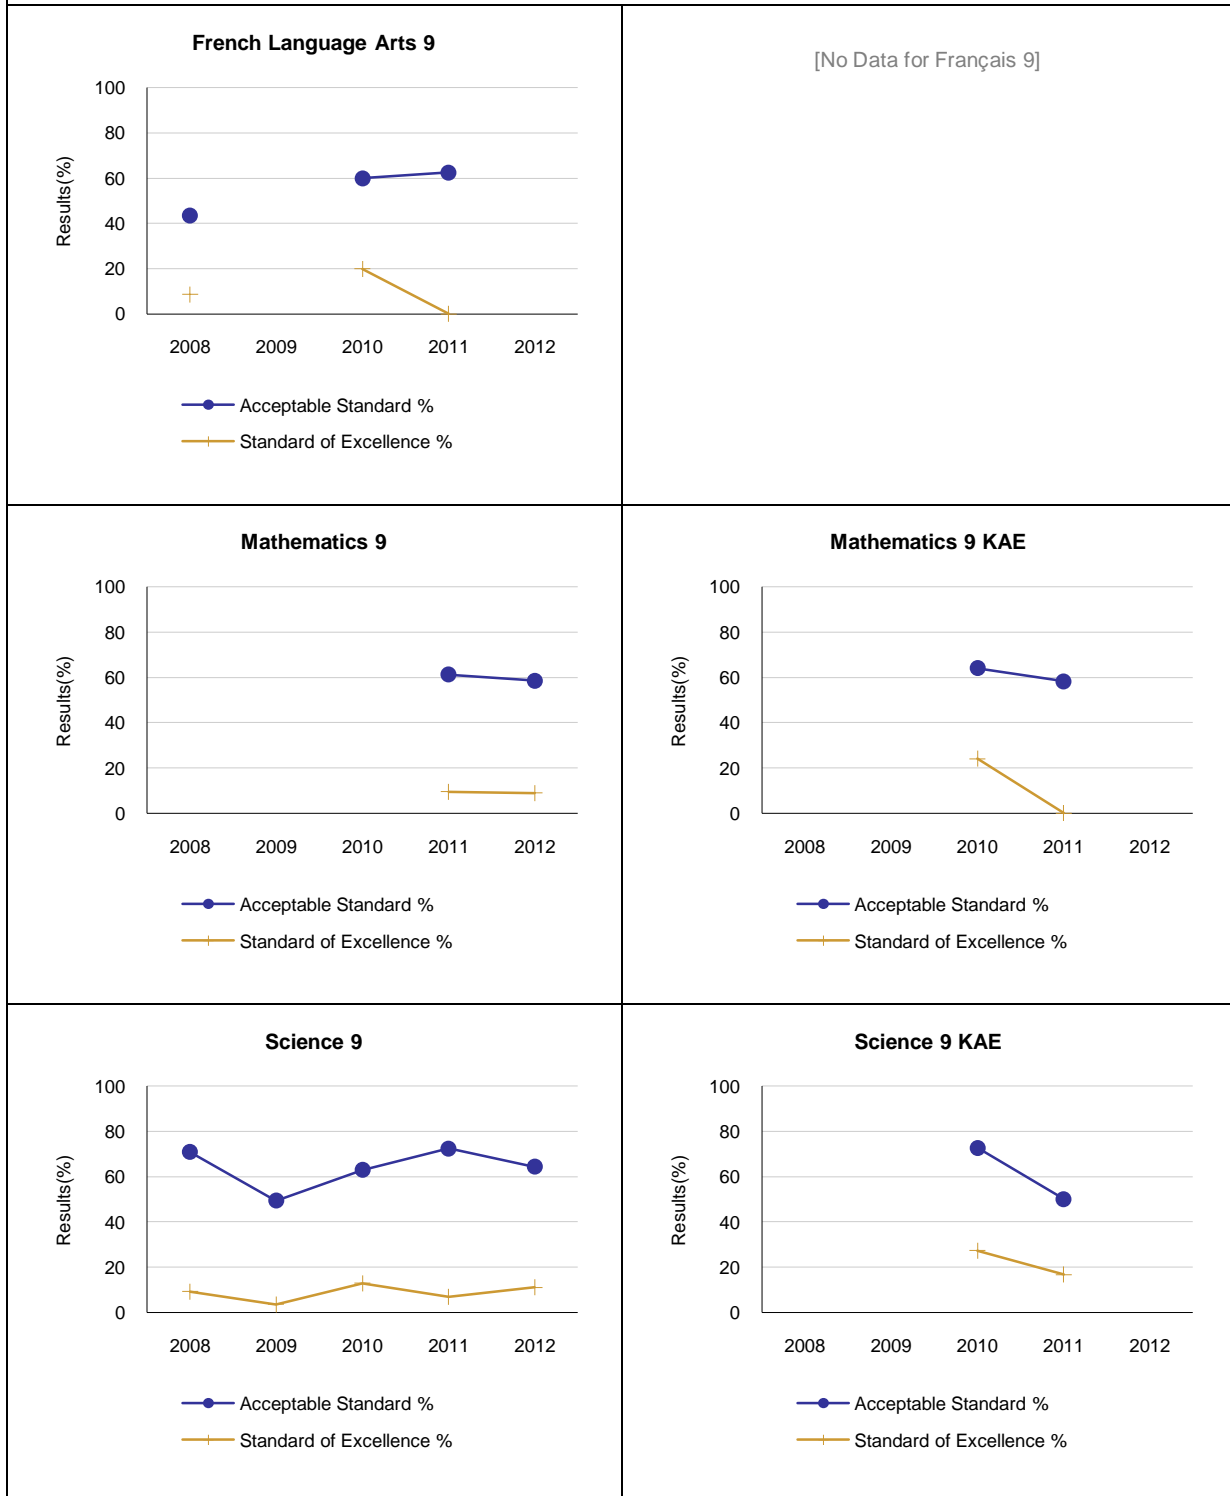 French Language Arts 9
100
80
60
40
20
0
Results(%)
2008 2009 2010 2011 2012
Acceptable Standard %
Standard of Excellence %
[No Data for Français 9]
Mathematics 9
100
80
60
40
20
0
Results(%)
2008 2009 2010 2011 2012
Acceptable Standard %
Standard of Excellence %
Mathematics 9 KAE
100
80
60
40
20
0
Results(%)
2008 2009 2010 2011 2012
Acceptable Standard %
Standard of Excellence %
Science 9
100
80
60
40
20
0
Results(%)
2008 2009 2010 2011 2012
Acceptable Standard %
Standard of Excellence %
Science 9 KAE
100
80
60
40
20
0
Results(%)
2008 2009 2010 2011 2012
Acceptable Standard %
Standard of Excellence %